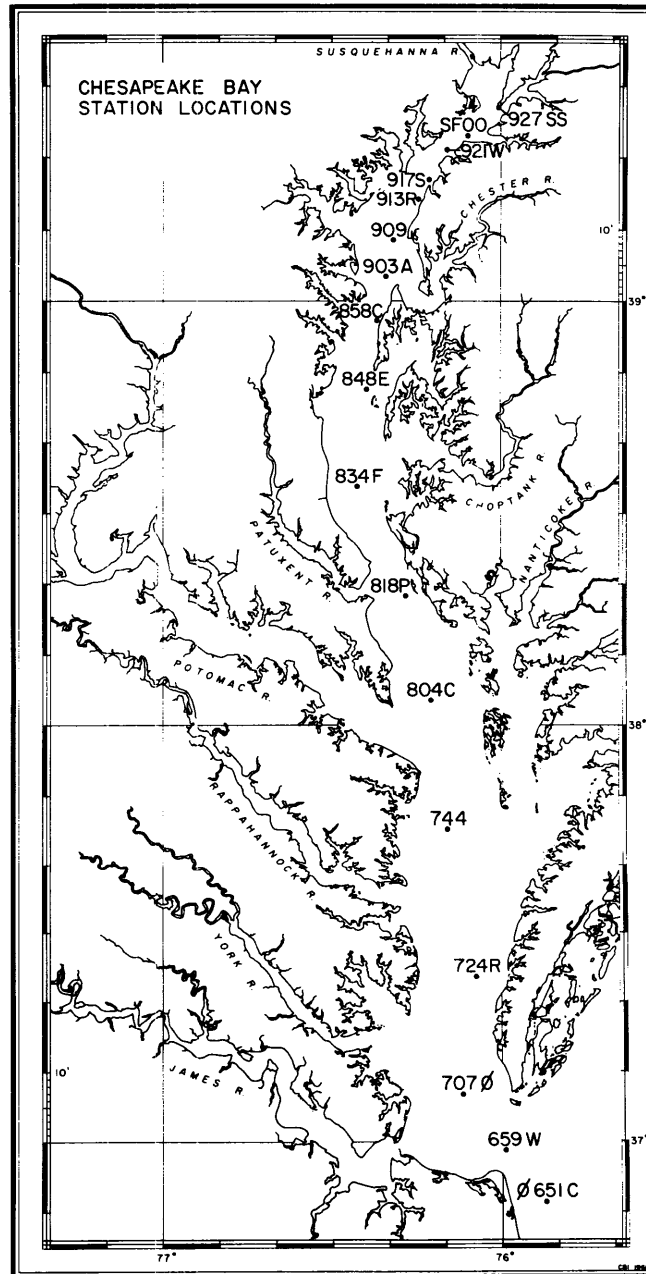 SUSQUEHANNA R.
CHESAPEAKE BAY
STATION LOCATIONS
SF00
927SS
921W
917S
913R
CHESTER R.
909
10'
903A
39°
858C
848E
834F
CHOPTANK R.
NANTICOKE R.
PATUXENT R.
818P
POTOMAC R.
804C
38°
RAPPAHANNOCK R.
744
YORK R.
724R
JAMES R.
10'
707Ø
659W
37°
Ø651C
77°
76°